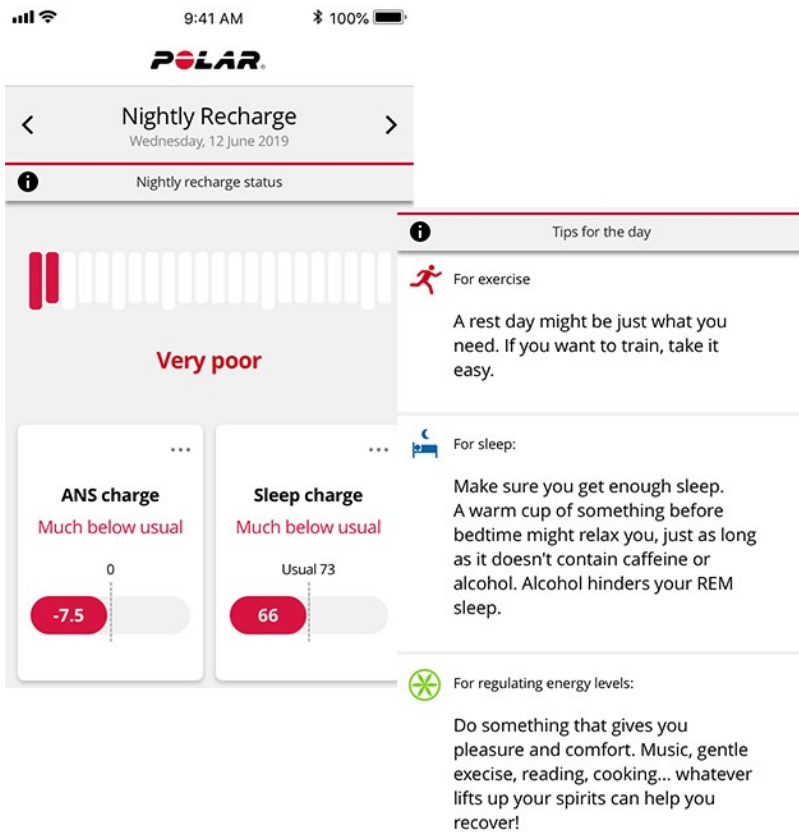 9:41 AM
100%
POLAR.
Nightly Recharge
Wednesday, 12 June 2019
Nightly recharge status
Very poor
ANS charge
Much below usual
0
-7.5
Sleep charge
Much below usual
Usual 73
66
Tips for the day
For exercise
A rest day might be just what you
need. If you want to train, take it
easy.
For sleep:
Make sure you get enough sleep.
A warm cup of something before
bedtime might relax you, just as long
as it doesn't contain caffeine or
alcohol. Alcohol hinders your REM
sleep.
For regulating energy levels:
Do something that gives you
pleasure and comfort. Music, gentle
execise, reading, cooking... whatever
lifts up your spirits can help you
recover!